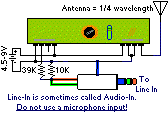 Antenna = 1/4 wavelength
4.5-9V
39K
10K
To
Line In
Line-In is sometimes called Audio-In.
Do not use a microphone input!